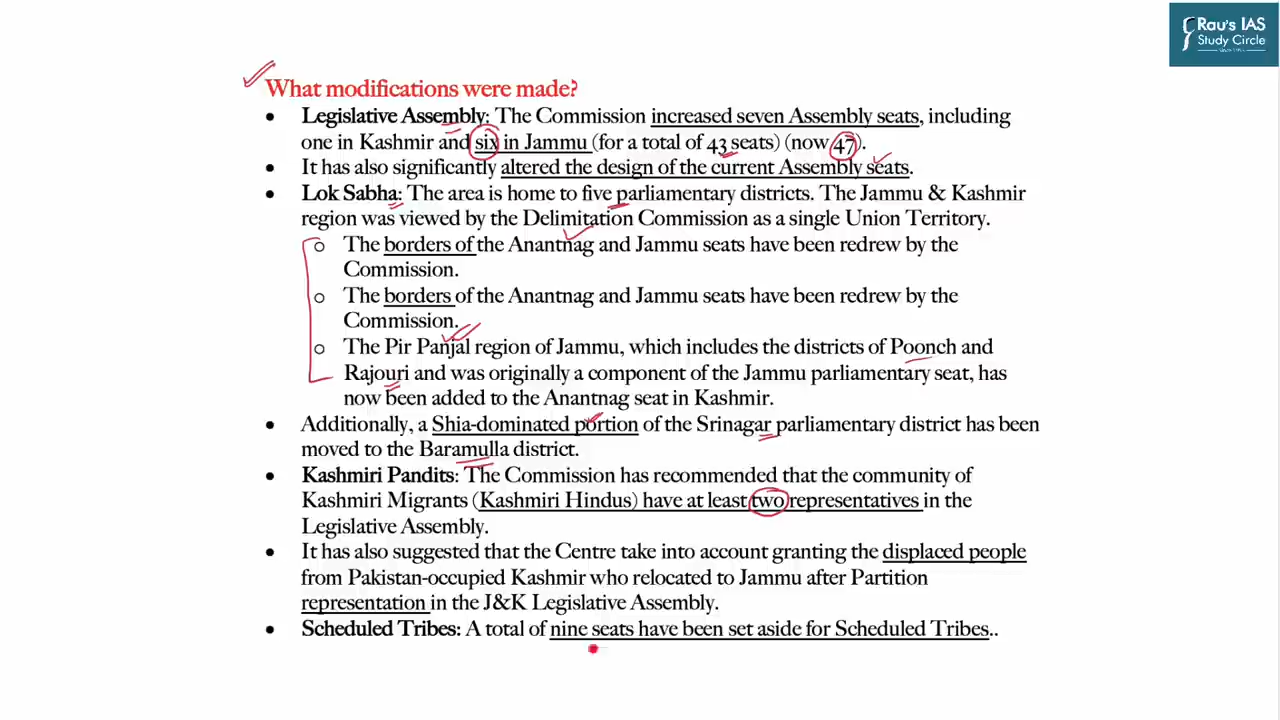 Rau's IAS
Study Circle
What modifications were made?
• Legislative Assembly: The Commission increased seven Assembly seats, including
one in Kashmir and six in Jammu (for a total of 43 seats) (now 47).
• It has also significantly altered the design of the current Assembly seats.
• Lok Sabha: The area is home to five parliamentary districts. The Jammu & Kashmir
region was viewed by the Delimitation Commission as a single Union Territory.
o The borders of the Anantnag and Jammu seats have been redrew by the
Commission.
o The borders of the Anantnag and Jammu seats have been redrew by the
Commission.
o The Pir Panjal region of Jammu, which includes the districts of Poonch and
Rajouri and was originally a component of the Jammu parliamentary seat, has
now been added to the Anantnag seat in Kashmir.
• Additionally, a Shia-dominated portion of the Srinagar parliamentary district has been
moved to the Baramulla district.
• Kashmiri Pandits: The Commission has recommended that the community of
Kashmiri Migrants (Kashmiri Hindus) have at least two representatives in the
Legislative Assembly.
• It has also suggested that the Centre take into account granting the displaced people
from Pakistan-occupied Kashmir who relocated to Jammu after Partition
representation in the J&K Legislative Assembly.
• Scheduled Tribes: A total of nine seats have been set aside for Scheduled Tribes..